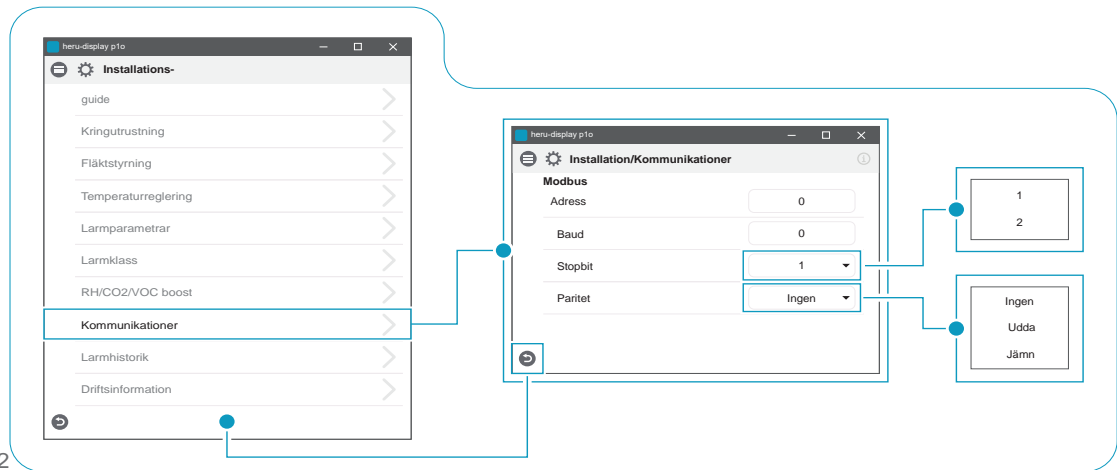 heru-display p1o
Installations-
guide
Kringutrustning
Fläktstyrning
Temperaturreglering
Larmparametrar
Larmklass
RH/CO2/VOC boost
Kommunikationer
Larmhistorik
Driftsinformation
heru-display p1o
Installation/Kommunikationer
Modbus
Adress 0
Baud 0
Stopbit 1
Paritet Ingen
1
2
Ingen
Udda
Jämn
2